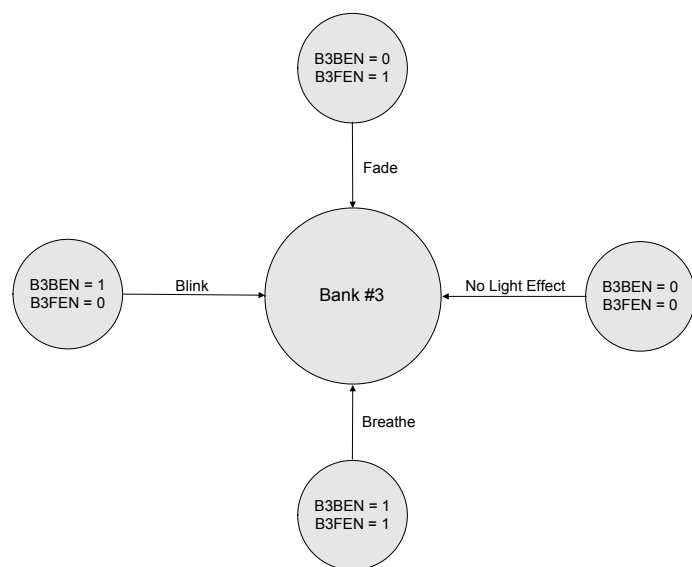 B3BEN = 0
B3FEN = 1
Fade
B3BEN = 1
B3FEN = 0
Blink
Bank #3
No Light Effect
B3BEN = 0
B3FEN = 0
Breathe
B3BEN = 1
B3FEN = 1